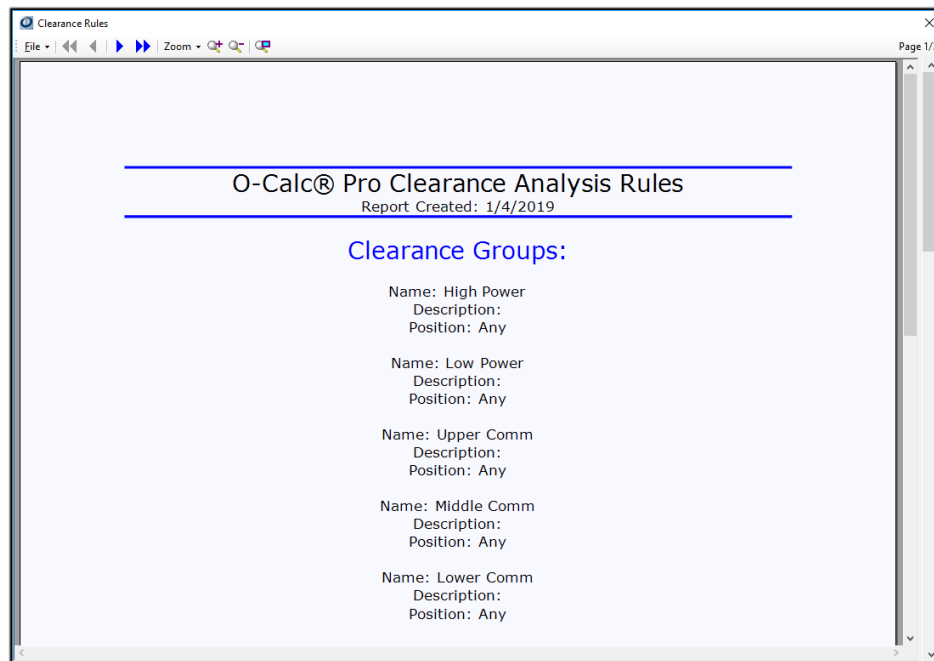 Clearance Rules
File
Zoom
Page 1/
O-Calc® Pro Clearance Analysis Rules
Report Created: 1/4/2019
Clearance Groups:
Name: High Power
Description:
Position: Any
Name: Low Power
Description:
Position: Any
Name: Upper Comm
Description:
Position: Any
Name: Middle Comm
Description:
Position: Any
Name: Lower Comm
Description:
Position: Any